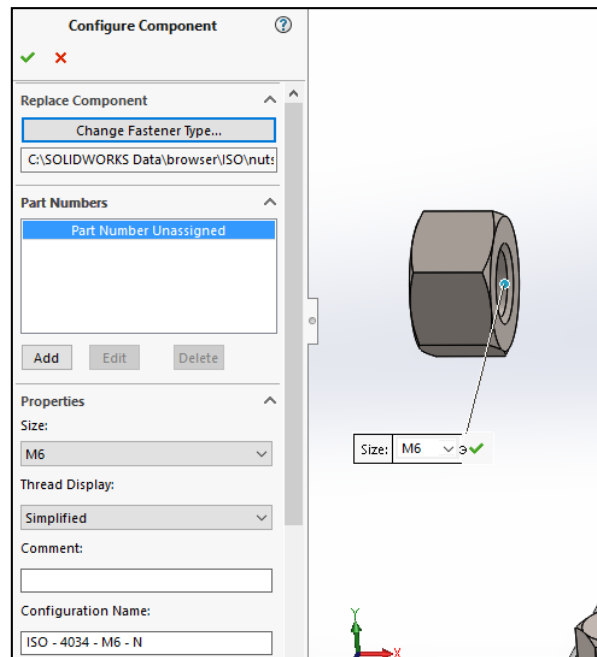 Configure Component
Replace Component
Change Fastener Type...
C:\SOLIDWORKS Data\browser\ISO\nuts
Part Numbers
Part Number Unassigned
Add Edit Delete
Properties
Size:
M6
Thread Display:
Simplified
Comment:
Configuration Name:
ISO - 4034 - M6 - N
Size: M6
Y
X